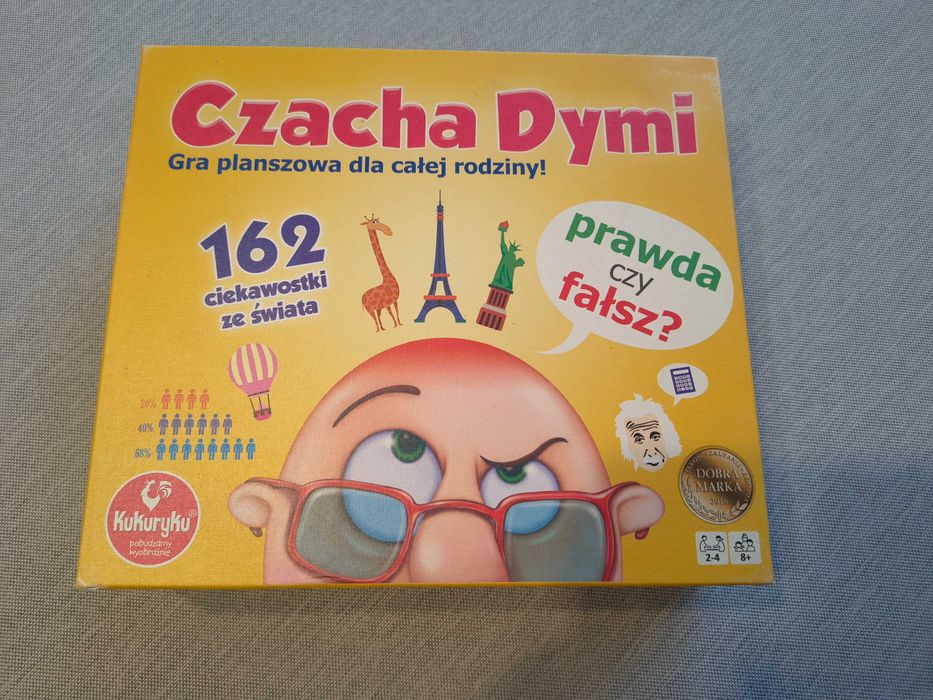 Czacha Dymi
Gra planszowa dla całej rodziny!
162
ciekawostki
ze świata
prawda
czy
fałsz?
20%
40%
68%
KuKuryKu®
pobudzamy
wyobraźnię
DOBRA
MARKA
2016
2-4
8+